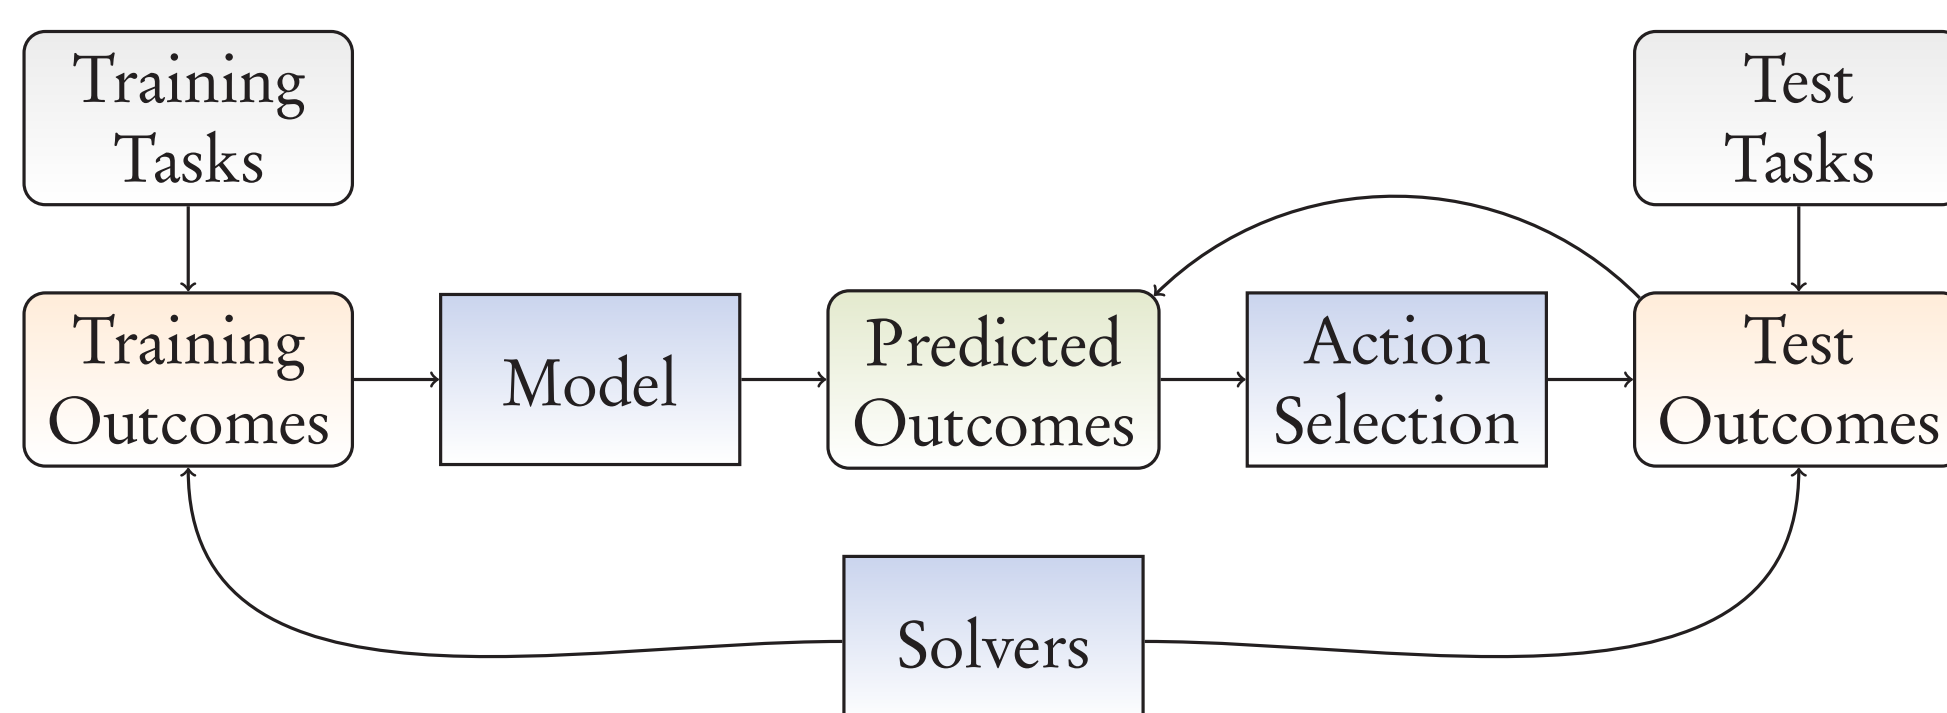 Training
Tasks
Test
Tasks
Training
Outcomes
Model
Predicted
Outcomes
Action
Selection
Test
Outcomes
Solvers